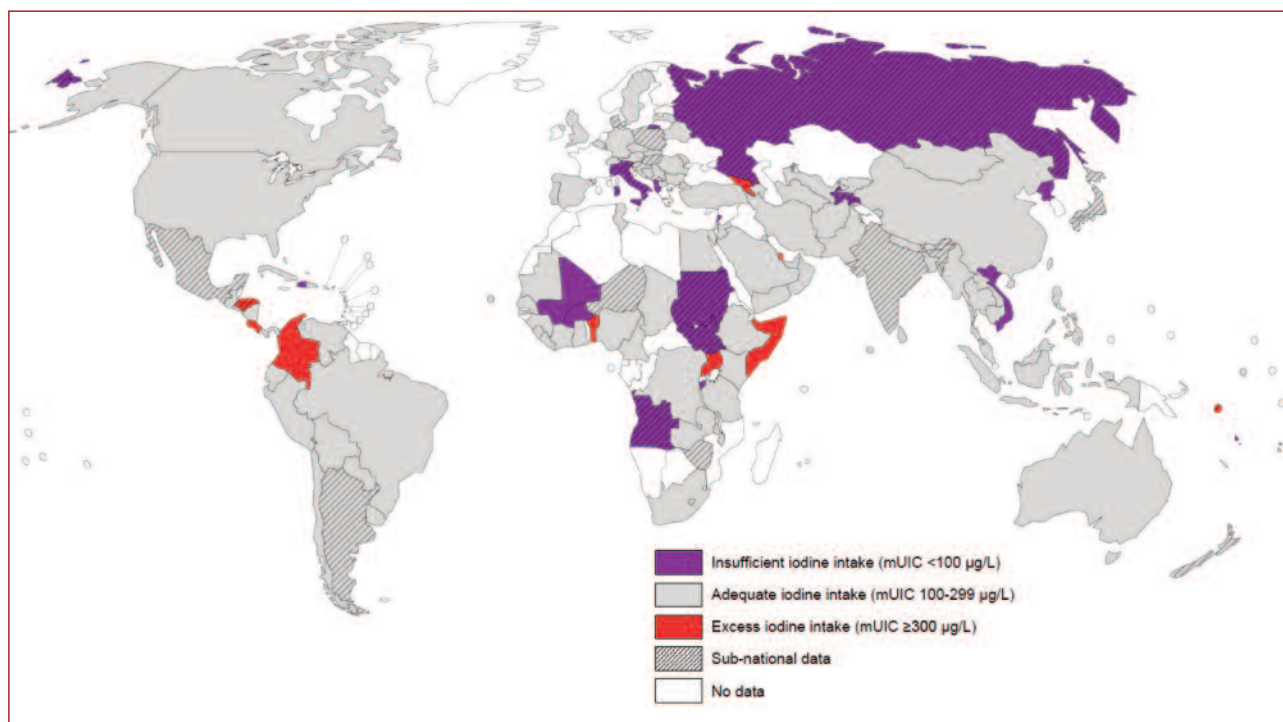 Insufficient iodine intake (mUIC <100 µg/L)
Adequate iodine intake (mUIC 100-299 µg/L)
Excess iodine intake (mUIC ≥300 µg/L)
Sub-national data
No data